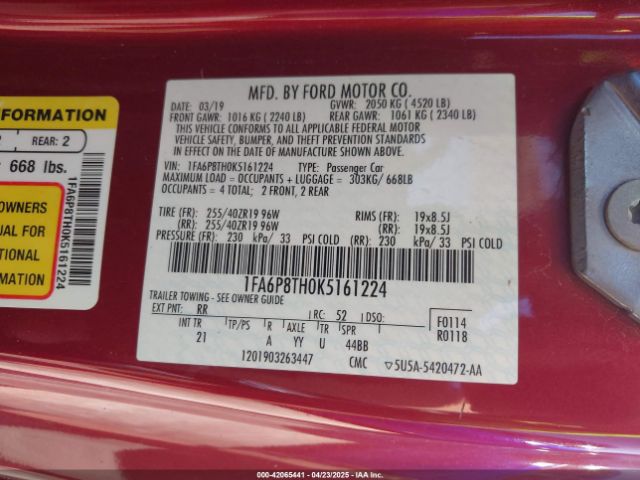 FORMATION
REAR: 2
668 lbs.
OWNERS
UAL FOR
TIONAL
MATION
1FA6P8TH0K5161224
MFD. BY FORD MOTOR CO.
DATE: 03/19 GVWR: 2050 KG ( 4520 LB)
FRONT GAWR: 1016 KG ( 2240 LB) REAR GAWR: 1061 KG ( 2340 LB)
THIS VEHICLE CONFORMS TO ALL APPLICABLE FEDERAL MOTOR
VEHICLE SAFETY, BUMPER, AND THEFT PREVENTION STANDARDS
IN EFFECT ON THE DATE OF MANUFACTURE SHOWN ABOVE.
VIN: 1FA6P8TH0K5161224 TYPE: Passenger Car
MAXIMUM LOAD = OCCUPANTS + LUGGAGE = 303KG/ 668LB
OCCUPANTS = 4 TOTAL; 2 FRONT, 2 REAR
TIRE (FR): 255/40ZR19 96W RIMS (FR): 19x8.5J
(RR): 255/40ZR19 96W (RR): 19x8.5J
PRESSURE (FR): 230 kPa/ 33 PSI COLD (RR): 230 kPa/ 33 PSI COLD
1FA6P8TH0K5161224
TRAILER TOWING - SEE OWNER GUIDE
EXT PNT: RR RC: 52 DSO: F0114
INT TR TP/PS R AXLE TR SPR R0118
21 A YY U 44BB
1201903263447 CMC ▽5U5A-5420472-AA
000-42065441 - 04/23/2025 - IAAI.COM